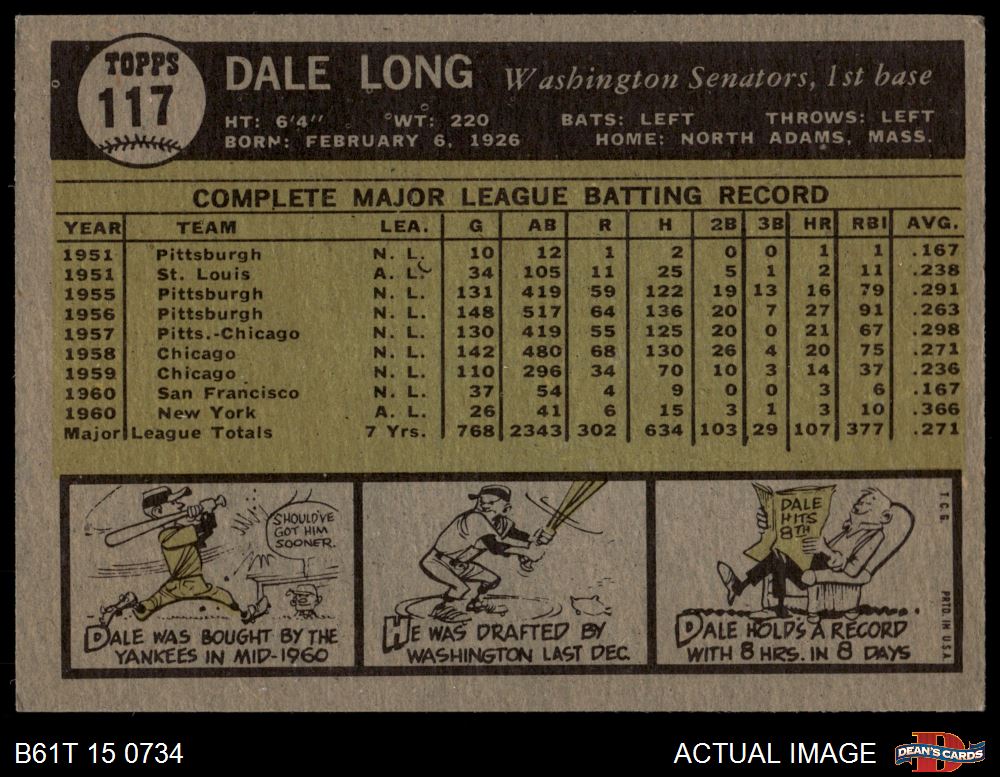 TOPPS
117
DALE LONG Washington Senators, 1st base
HT: 6'4" WT: 220 BATS: LEFT THROWS: LEFT
BORN: FEBRUARY 6, 1926 HOME: NORTH ADAMS, MASS.
COMPLETE MAJOR LEAGUE BATTING RECORD
YEAR TEAM LEA. G AB R H 2B 3B HR RBI AVG.
1951 Pittsburgh N. L. 10 12 1 2 0 0 1 1 .167
1951 St. Louis A. L. 34 105 11 25 5 1 2 11 .238
1955 Pittsburgh N. L. 131 419 59 122 19 13 16 79 .291
1956 Pittsburgh N. L. 148 517 64 136 20 7 27 91 .263
1957 Pitts.-Chicago N. L. 130 419 55 125 20 0 21 67 .298
1958 Chicago N. L. 142 480 68 130 26 4 20 75 .271
1959 Chicago N. L. 110 296 34 70 10 3 14 37 .236
1960 San Francisco N. L. 37 54 4 9 0 0 3 6 .167
1960 New York A. L. 26 41 6 15 3 1 3 10 .366
Major League Totals 7 Yrs. 768 2343 302 634 103 29 107 377 .271
SHOULD'VE
GOT HIM
SOONER.
DALE WAS BOUGHT BY THE
YANKEES IN MID-1960
HE WAS DRAFTED BY
WASHINGTON LAST DEC.
DALE
HITS
8TH
DALE HOLDS A RECORD
WITH 8 HRS. IN 8 DAYS
T.C.G.
PRTD. IN U.S.A.
B61T 15 0734
ACTUAL IMAGE
D
DEAN'S CARDS